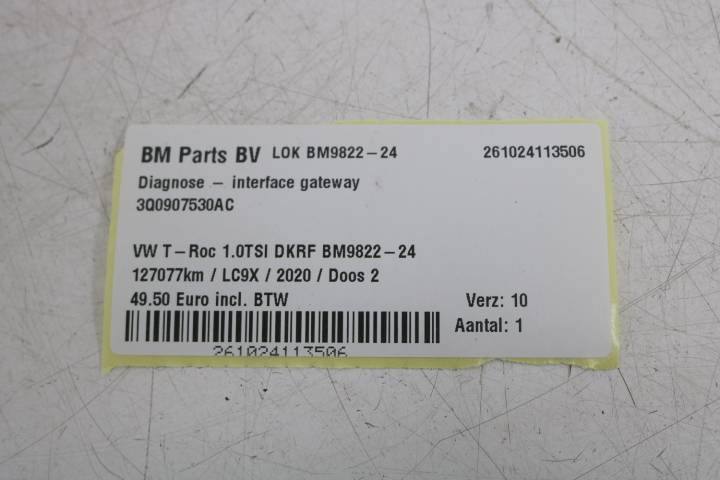 BM Parts BV LOK BM9822-24 261024113506
Diagnose - interface gateway
3Q0907530AC
VW T-Roc 1.0TSI DKRF BM9822-24
127077km / LC9X / 2020 / Doos 2
49.50 Euro incl. BTW Verz: 10
Aantal: 1
261024113506